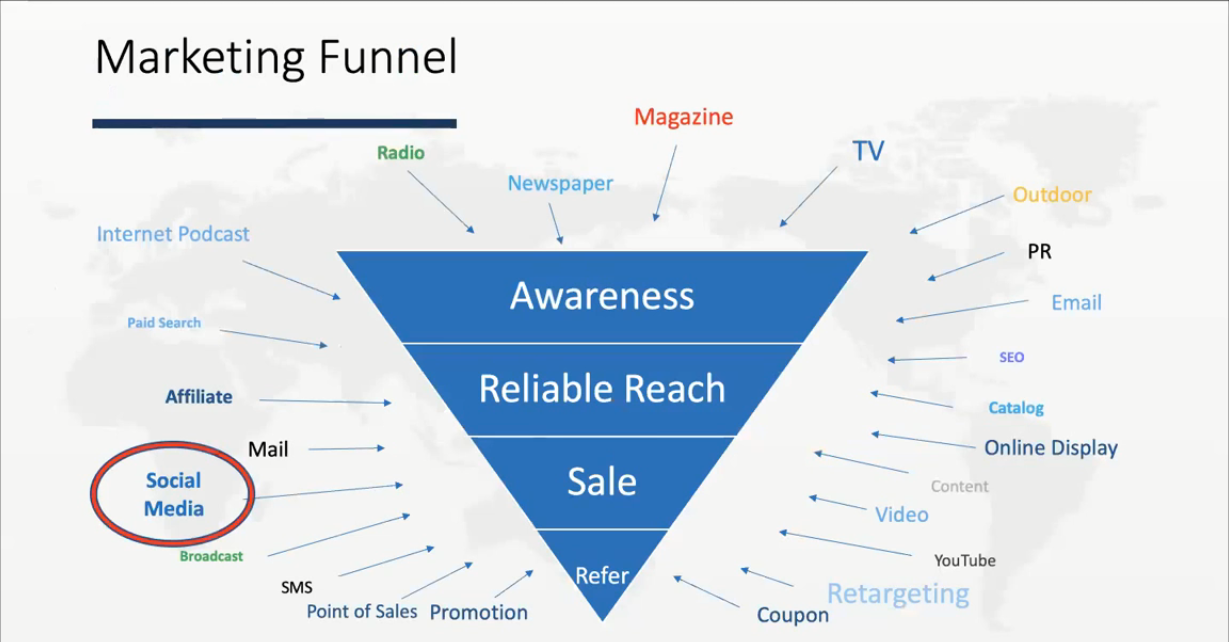 Marketing Funnel
Magazine
Radio
TV
Newspaper
Outdoor
Internet Podcast
PR
Awareness
Email
Paid Search
SEO
Reliable Reach
Affiliate
Catalog
Mail
Online Display
Social
Media
Sale
Content
Video
Broadcast
YouTube
SMS
Refer
Retargeting
Point of Sales
Promotion
Coupon